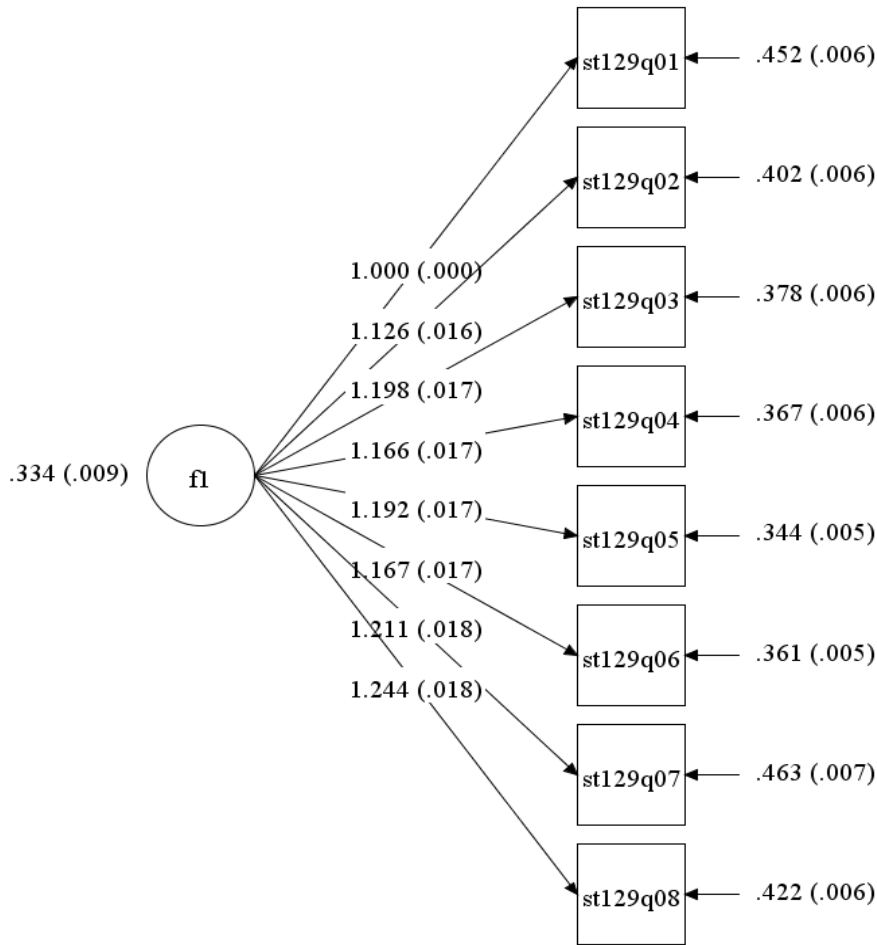 st129q01
.452 (.006)
st129q02
.402 (.006)
1.000 (.000)
st129q03
.378 (.006)
1.126 (.016)
1.198 (.017)
st129q04
.367 (.006)
1.166 (.017)
.334 (.009)
f1
1.192 (.017)
st129q05
.344 (.005)
1.167 (.017)
1.211 (.018)
st129q06
.361 (.005)
1.244 (.018)
st129q07
.463 (.007)
st129q08
.422 (.006)